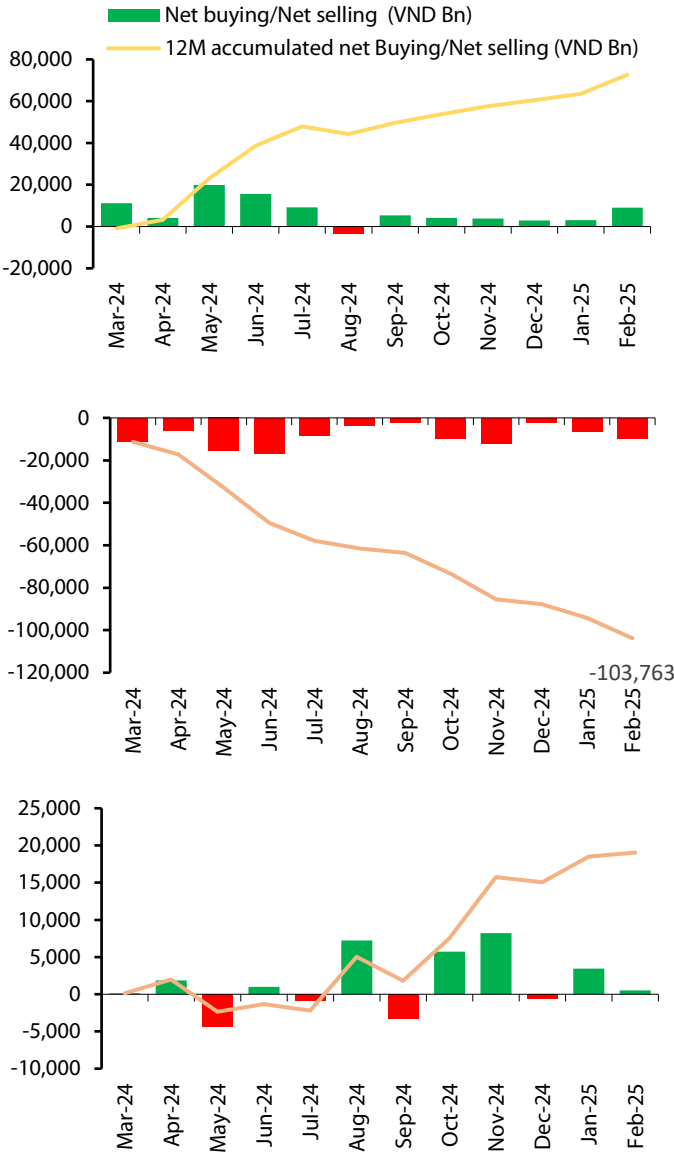 Net buying/Net selling (VND Bn)
12M accumulated net Buying/Net selling (VND Bn)
80,000
60,000
40,000
20,000
0
-20,000
Mar-24
Apr-24
May-24
Jun-24
Jul-24
Aug-24
Sep-24
Oct-24
Nov-24
Dec-24
Jan-25
Feb-25
0
-20,000
-40,000
-60,000
-80,000
-100,000
-120,000
-103,763
Mar-24
Apr-24
May-24
Jun-24
Jul-24
Aug-24
Sep-24
Oct-24
Nov-24
Dec-24
Jan-25
Feb-25
25,000
20,000
15,000
10,000
5,000
0
-5,000
-10,000
Mar-24
Apr-24
May-24
Jun-24
Jul-24
Aug-24
Sep-24
Oct-24
Nov-24
Dec-24
Jan-25
Feb-25